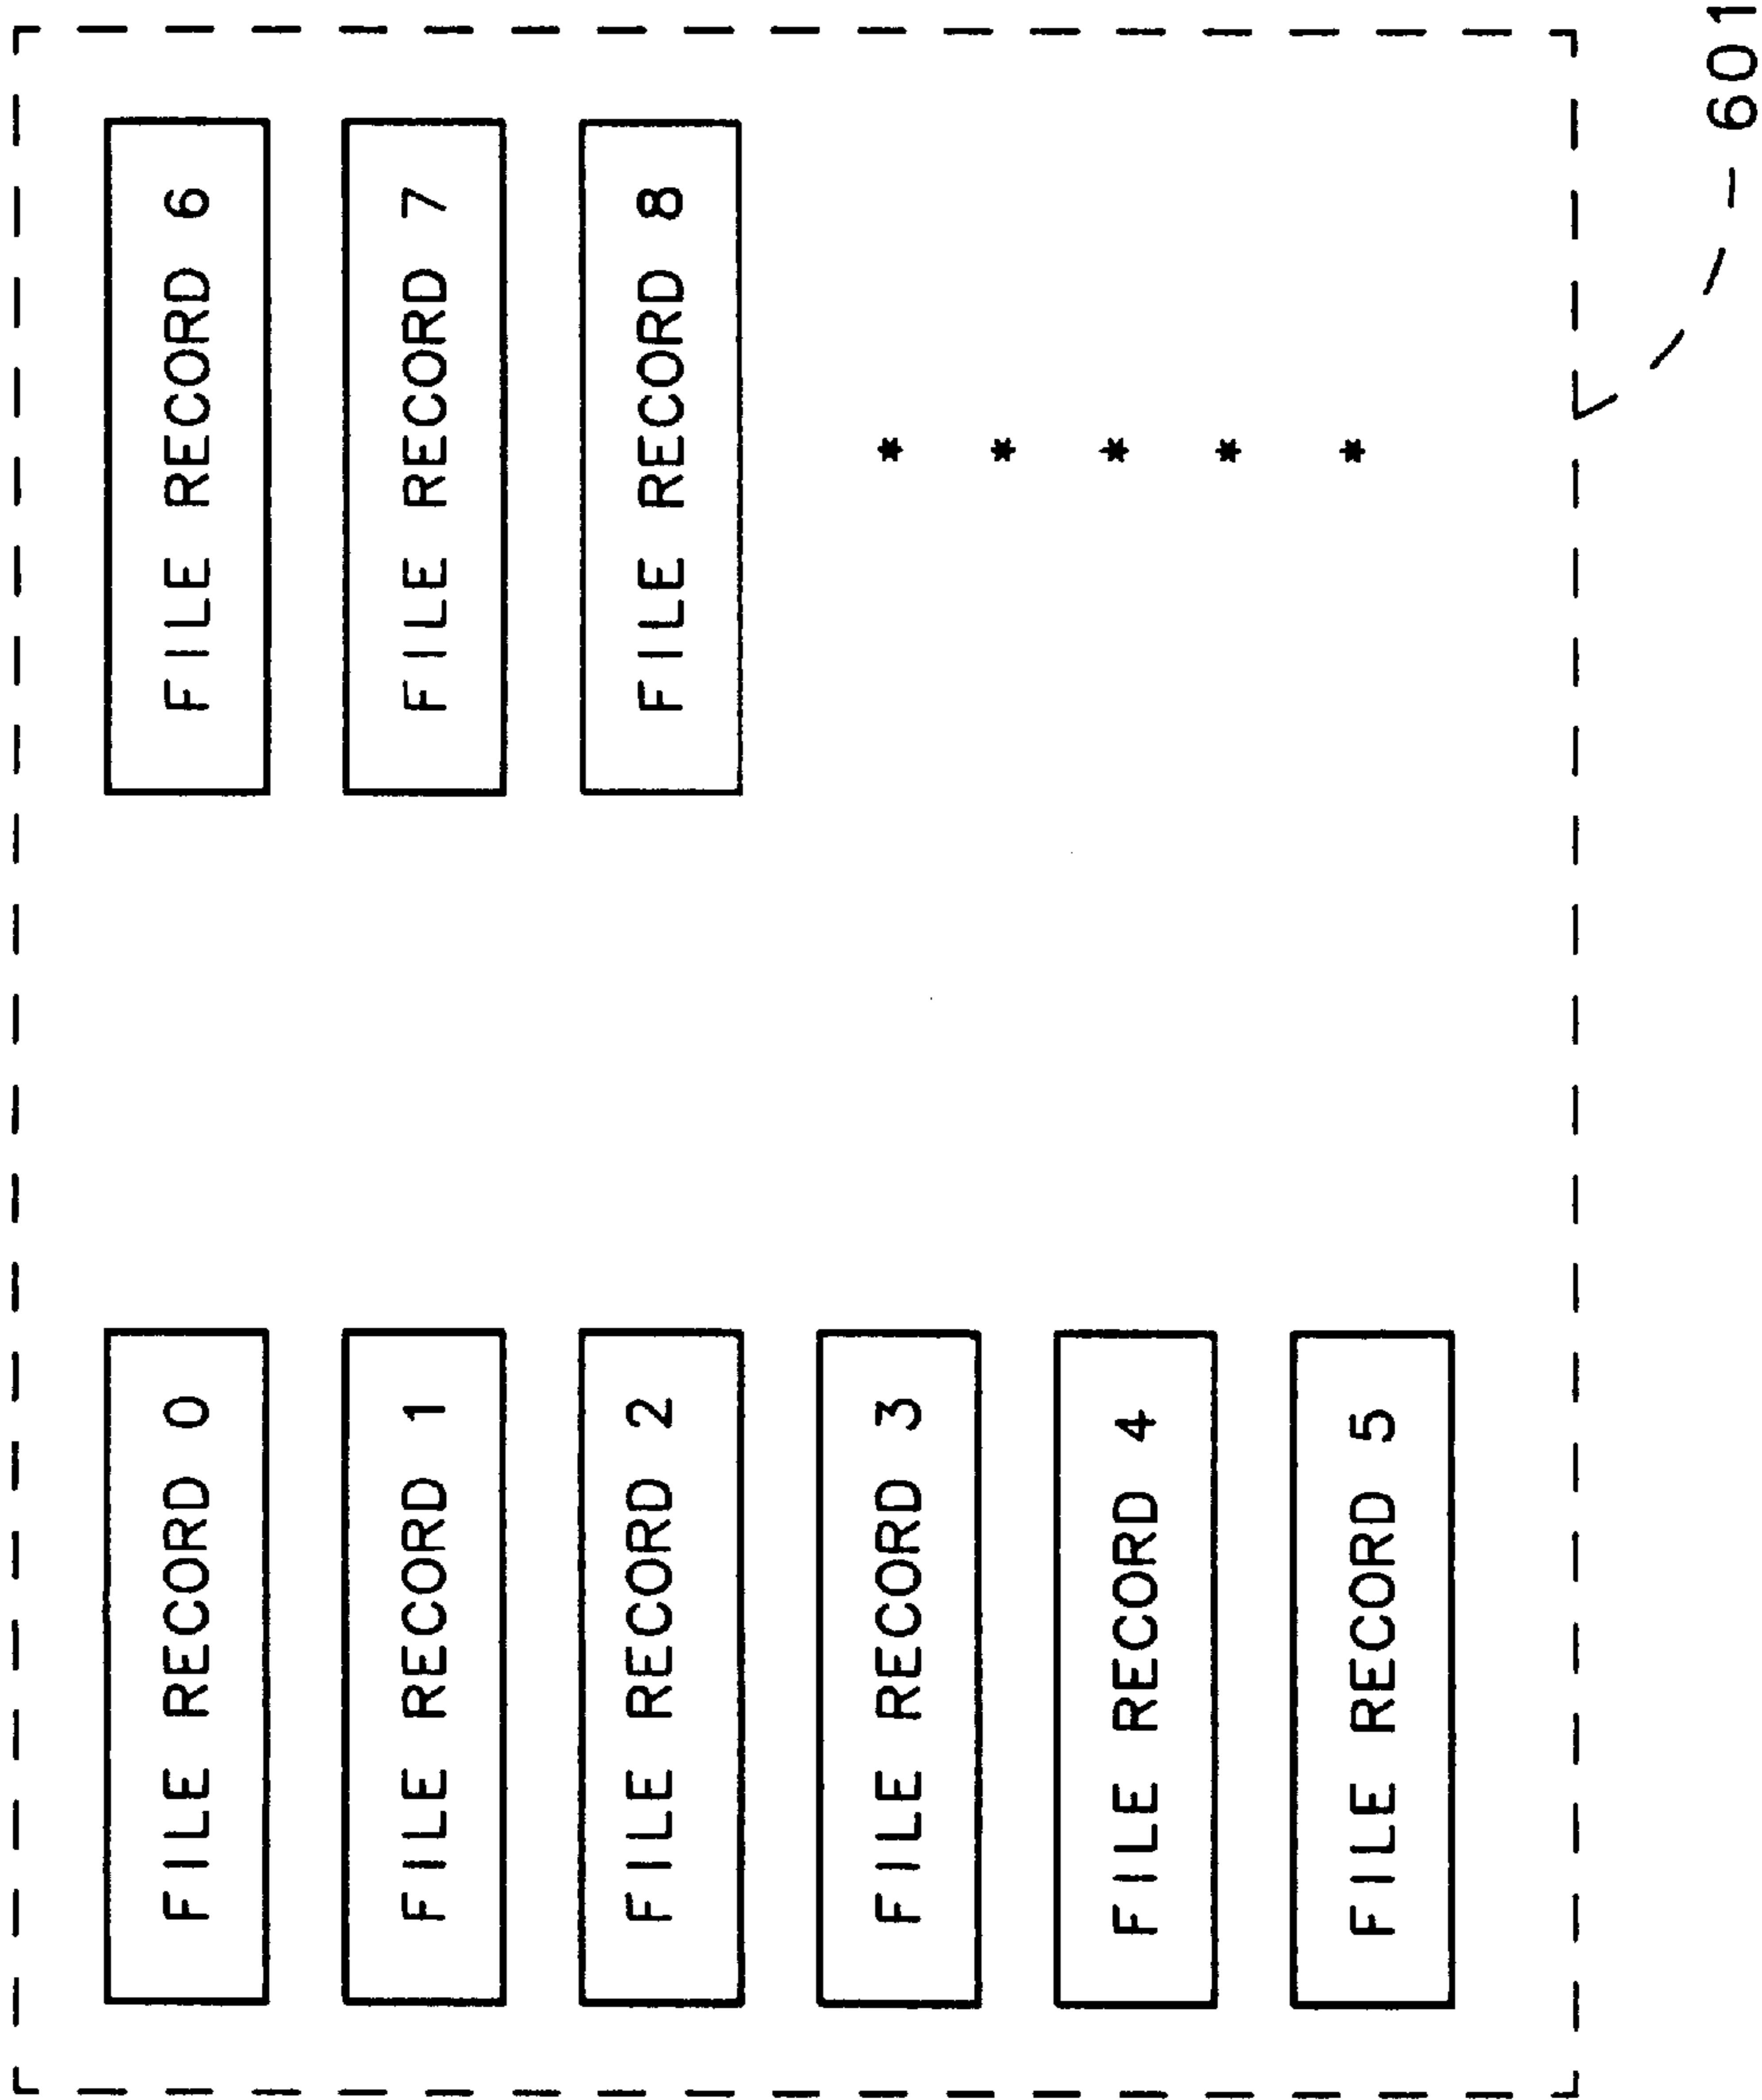 FILE RECORD 0
FILE RECORD 1
FILE RECORD 2
FILE RECORD 3
FILE RECORD 4
FILE RECORD 5
FILE RECORD 6
FILE RECORD 7
FILE RECORD 8
*
*
*
*
*
601